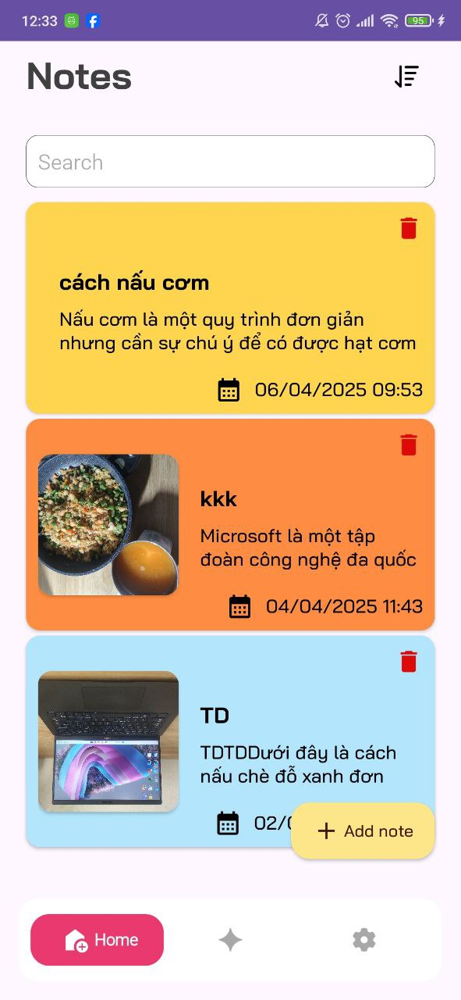 12:33
95
Notes
Search
cách nấu cơm
Nấu cơm là một quy trình đơn giản
nhưng cần sự chú ý để có được hạt cơm
06/04/2025 09:53
kkk
Microsoft là một tập
đoàn công nghệ đa quốc
04/04/2025 11:43
TD
TDTDDưới đây là cách
nấu chè đỗ xanh đơn
02/0
Add note
Home